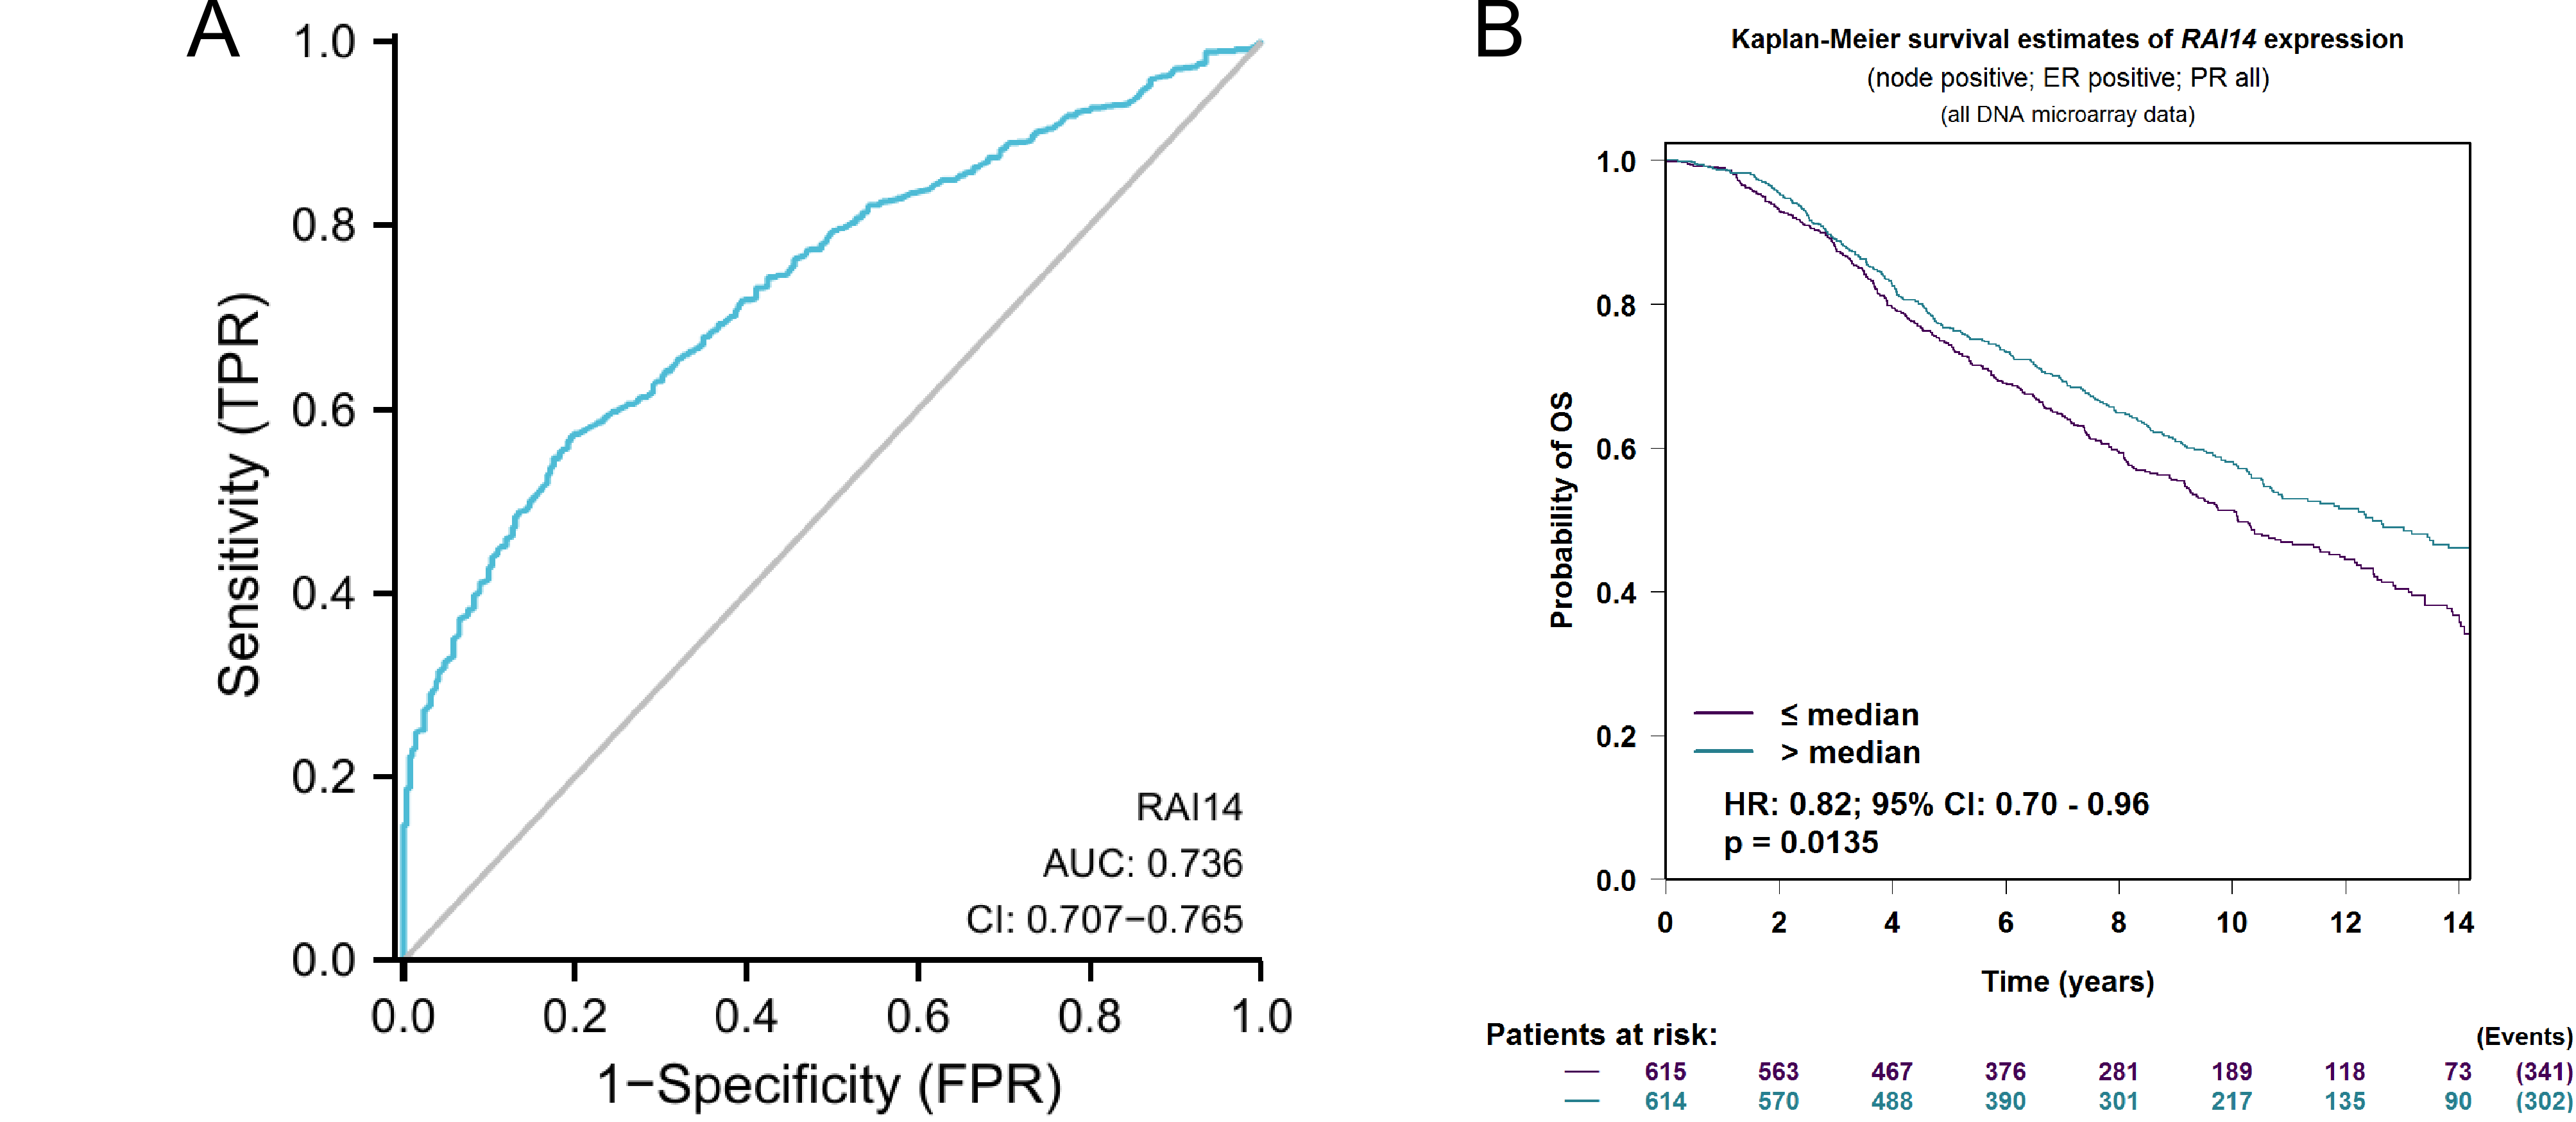 A
1.0
0.8
0.6
0.4
0.2
0.0
Sensitivity (TPR)
RAI14
AUC: 0.736
CI: 0.707−0.765
0.0 0.2 0.4 0.6 0.8 1.0
1−Specificity (FPR)
B
Kaplan-Meier survival estimates of RAI14 expression
(node positive; ER positive; PR all)
(all DNA microarray data)
1.0
0.8
0.6
0.4
0.2
0.0
Probability of OS
≤ median
> median
HR: 0.82; 95% CI: 0.70 - 0.96
p = 0.0135
0 2 4 6 8 10 12 14
Time (years)
Patients at risk: (Events)
615 563 467 376 281 189 118 73 (341)
614 570 488 390 301 217 135 90 (302)